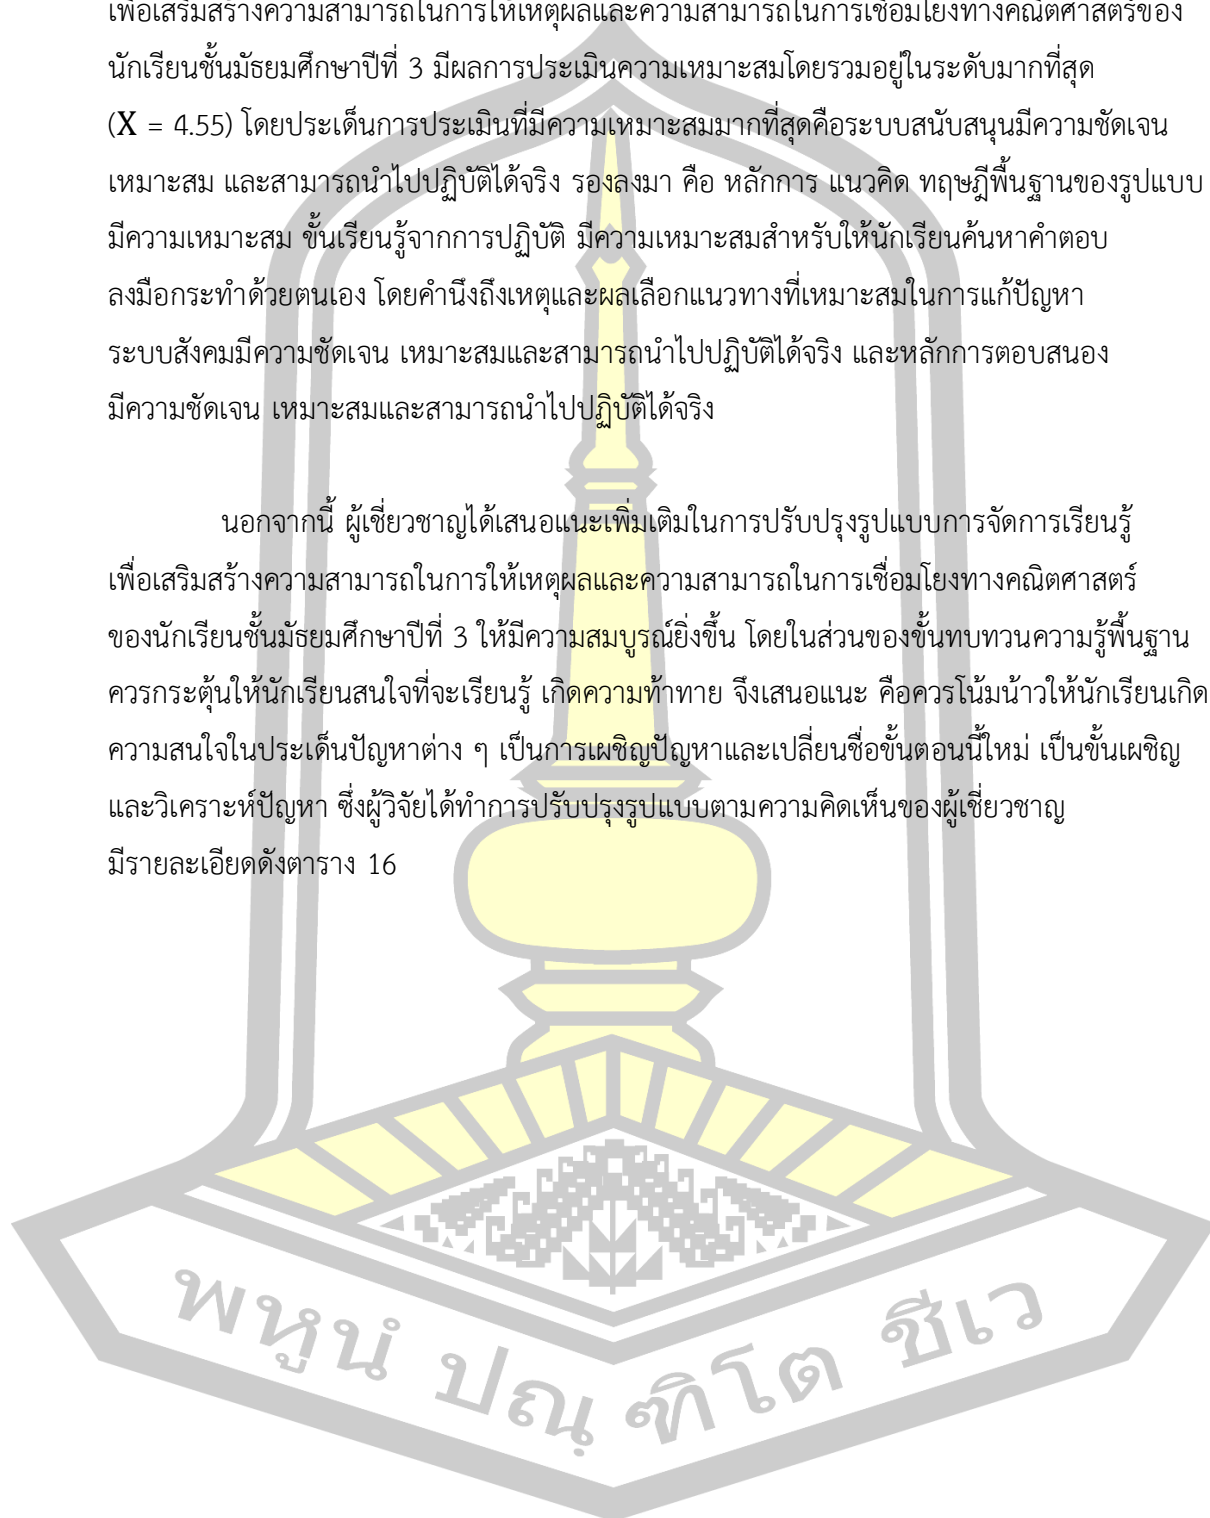 เพื่อเสริมสร้างความสามารถในการให้เหตุผลและความสามารถในการเชื่อมโยงทางคณิตศาสตร์ของ
นักเรียนชั้นมัธยมศึกษาปีที่ 3 มีผลการประเมินความเหมาะสมโดยรวมอยู่ในระดับมากที่สุด
(X = 4.55) โดยประเด็นการประเมินที่มีความเหมาะสมมากที่สุดคือระบบสนับสนุนมีความชัดเจน
เหมาะสม และสามารถนำไปปฏิบัติได้จริง รองลงมา คือ หลักการ แนวคิด ทฤษฎีพื้นฐานของรูปแบบ
มีความเหมาะสม ขั้นเรียนรู้จากการปฏิบัติ มีความเหมาะสมสำหรับให้นักเรียนค้นหาคำตอบ
ลงมือกระทำด้วยตนเอง โดยคำนึงถึงเหตุและผลเลือกแนวทางที่เหมาะสมในการแก้ปัญหา
ระบบสังคมมีความชัดเจน เหมาะสมและสามารถนำไปปฏิบัติได้จริง และหลักการตอบสนอง
มีความชัดเจน เหมาะสมและสามารถนำไปปฏิบัติได้จริง
นอกจากนี้ ผู้เชี่ยวชาญได้เสนอแนะเพิ่มเติมในการปรับปรุงรูปแบบการจัดการเรียนรู้
เพื่อเสริมสร้างความสามารถในการให้เหตุผลและความสามารถในการเชื่อมโยงทางคณิตศาสตร์
ของนักเรียนชั้นมัธยมศึกษาปีที่ 3 ให้มีความสมบูรณ์ยิ่งขึ้น โดยในส่วนของขั้นทบทวนความรู้พื้นฐาน
ควรกระตุ้นให้นักเรียนสนใจที่จะเรียนรู้ เกิดความท้าทาย จึงเสนอแนะ คือควรโน้มน้าวให้นักเรียนเกิด
ความสนใจในประเด็นปัญหาต่าง ๆ เป็นการเผชิญปัญหาและเปลี่ยนชื่อขั้นตอนนี้ใหม่ เป็นขั้นเผชิญ
และวิเคราะห์ปัญหา ซึ่งผู้วิจัยได้ทำการปรับปรุงรูปแบบตามความคิดเห็นของผู้เชี่ยวชาญ
มีรายละเอียดดังตาราง 16
พหูนํ ปณฺฑิโต ชีเว